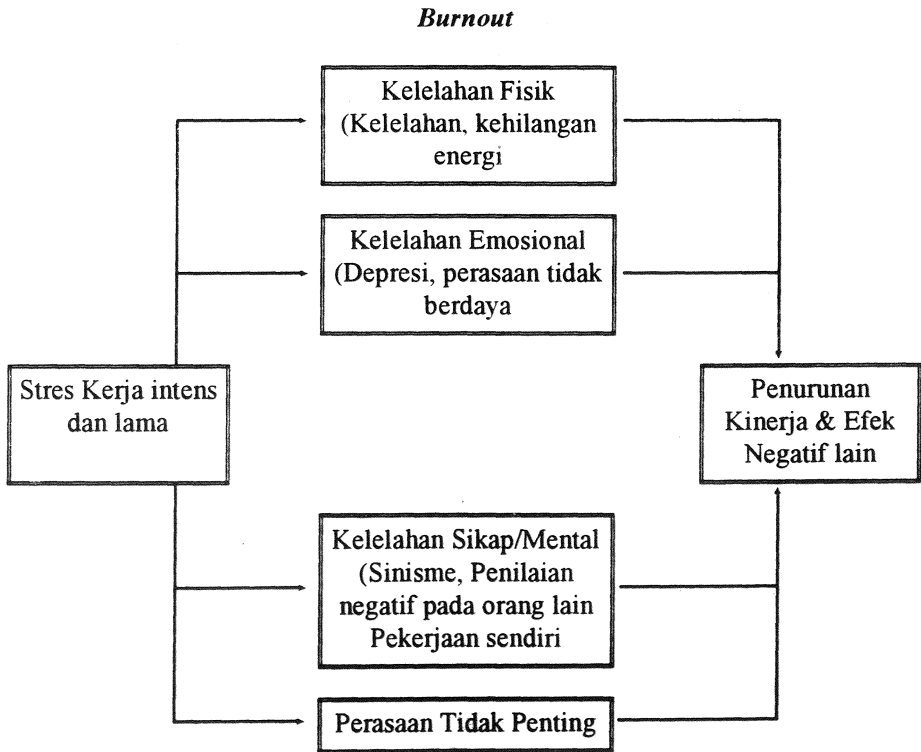 Burnout
Kelelahan Fisik
(Kelelahan, kehilangan
energi
Kelelahan Emosional
(Depresi, perasaan tidak
berdaya
Stres Kerja intens
dan lama
Penurunan
Kinerja & Efek
Negatif lain
Kelelahan Sikap/Mental
(Sinisme, Penilaian
negatif pada orang lain
Pekerjaan sendiri
Perasaan Tidak Penting